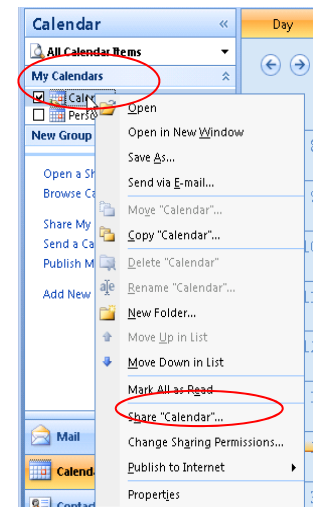 Calendar «
Day
All Calendar Items
My Calendars
Calen
Perso
New Group
Open a Sh
Browse Ca
Share My
Send a Ca
Publish M
Add New
Mail
Calenda
Contact
Open
Open in New Window
Save As...
Send via E-mail...
Move "Calendar"...
Copy "Calendar"...
Delete "Calendar"
Rename "Calendar"...
New Folder...
Move Up in List
Move Down in List
Mark All as Read
Share "Calendar"...
Change Sharing Permissions...
Publish to Internet
Properties